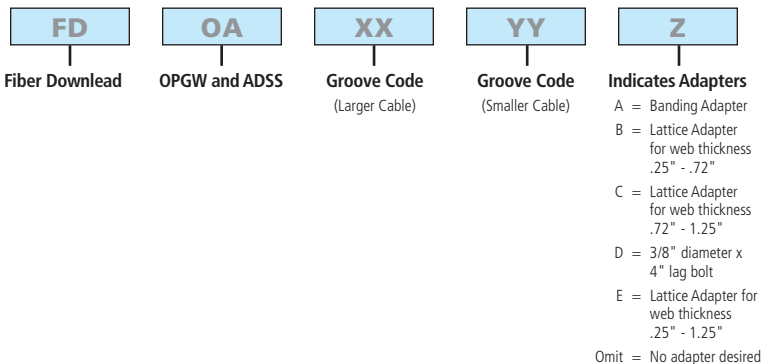 FD OA XX YY Z
Fiber Downlead OPGW and ADSS Groove Code Groove Code Indicates Adapters
(Larger Cable) (Smaller Cable)
A = Banding Adapter
B = Lattice Adapter
for web thickness
.25" - .72"
C = Lattice Adapter
for web thickness
.72" - 1.25"
D = 3/8" diameter x
4" lag bolt
E = Lattice Adapter for
web thickness
.25" - 1.25"
Omit = No adapter desired